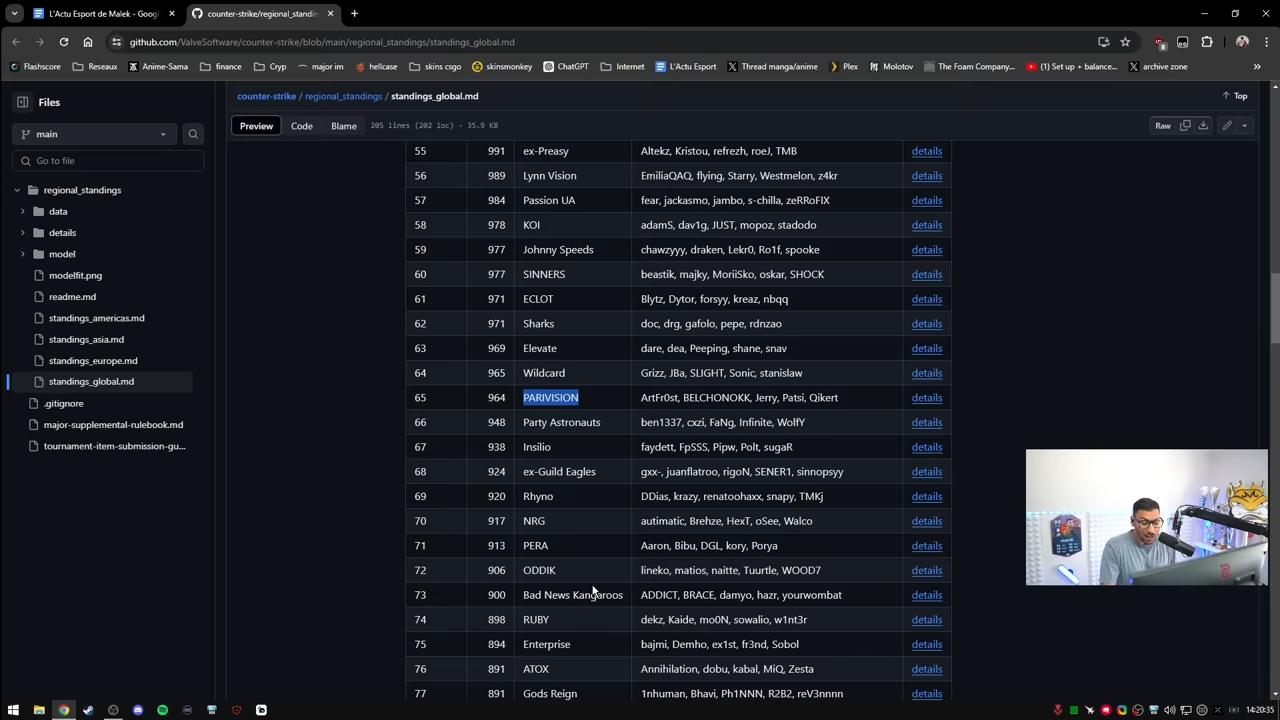 L'Actu Esport de Malek - Googl
counter-strike/regional_standin
github.com/ValveSoftware/counter-strike/blob/main/regional_standings/standings_global.md
Flashscore
Reseaux
Anime-Sama
finance
Cryp
major im
hellcase
skins csgo
skinsmonkey
ChatGPT
Internet
L'Actu Esport
Thread manga/anime
Plex
Molotov
The Foam Company...
(1) Set up + balance...
archive zone
Files
main
Go to file
regional_standings
data
details
model
modelfit.png
readme.md
standings_americas.md
standings_asia.md
standings_europe.md
standings_global.md
.gitignore
major-supplemental-rulebook.md
tournament-item-submission-gu...
counter-strike / regional_standings / standings_global.md
Top
Preview Code Blame 205 lines (202 loc) · 35.9 KB
Raw
55 991 ex-Preasy Altekz, Kristou, refrezh, roeJ, TMB details
56 989 Lynn Vision EmiliaQAQ, flying, Starry, Westmelon, z4kr details
57 984 Passion UA fear, jackasmo, jambo, s-chilla, zeRRoFIX details
58 978 KOI adamS, dav1g, JUST, mopoz, stadodo details
59 977 Johnny Speeds chawzyyy, draken, Lekr0, Ro1f, spooke details
60 977 SINNERS beastik, majky, MoriiSko, oskar, SHOCK details
61 971 ECLOT Blytz, Dytor, forsyy, kreaz, nbqq details
62 971 Sharks doc, drg, gafolo, pepe, rdnzao details
63 969 Elevate dare, dea, Peeping, shane, snav details
64 965 Wildcard Grizz, JBa, SLIGHT, Sonic, stanislaw details
65 964 PARIVISION ArtFr0st, BELCHONOKK, Jerry, Patsi, Qikert details
66 948 Party Astronauts ben1337, cxzi, FaNg, Infinite, WolfY details
67 938 Insilio faydett, FpSSS, Pipw, Polt, sugaR details
68 924 ex-Guild Eagles gxx-, juanflatroo, rigoN, SENER1, sinnopsyy details
69 920 Rhyno DDias, krazy, renatoohaxx, snapy, TMKj details
70 917 NRG autimatic, Brehze, HexT, oSee, Walco details
71 913 PERA Aaron, Bibu, DGL, kory, Porya details
72 906 ODDIK lineko, matios, naitte, Tuurtle, WOOD7 details
73 900 Bad News Kangaroos ADDICT, BRACE, damyo, hazr, yourwombat details
74 898 RUBY dekz, Kaide, mo0N, sowalio, w1nt3r details
75 894 Enterprise bajmi, Demho, ex1st, fr3nd, Sobol details
76 891 ATOX Annihilation, dobu, kabal, MiQ, Zesta details
77 891 Gods Reign 1nhuman, Bhavi, Ph1NNN, R2B2, reV3nnnn details
14:20:35